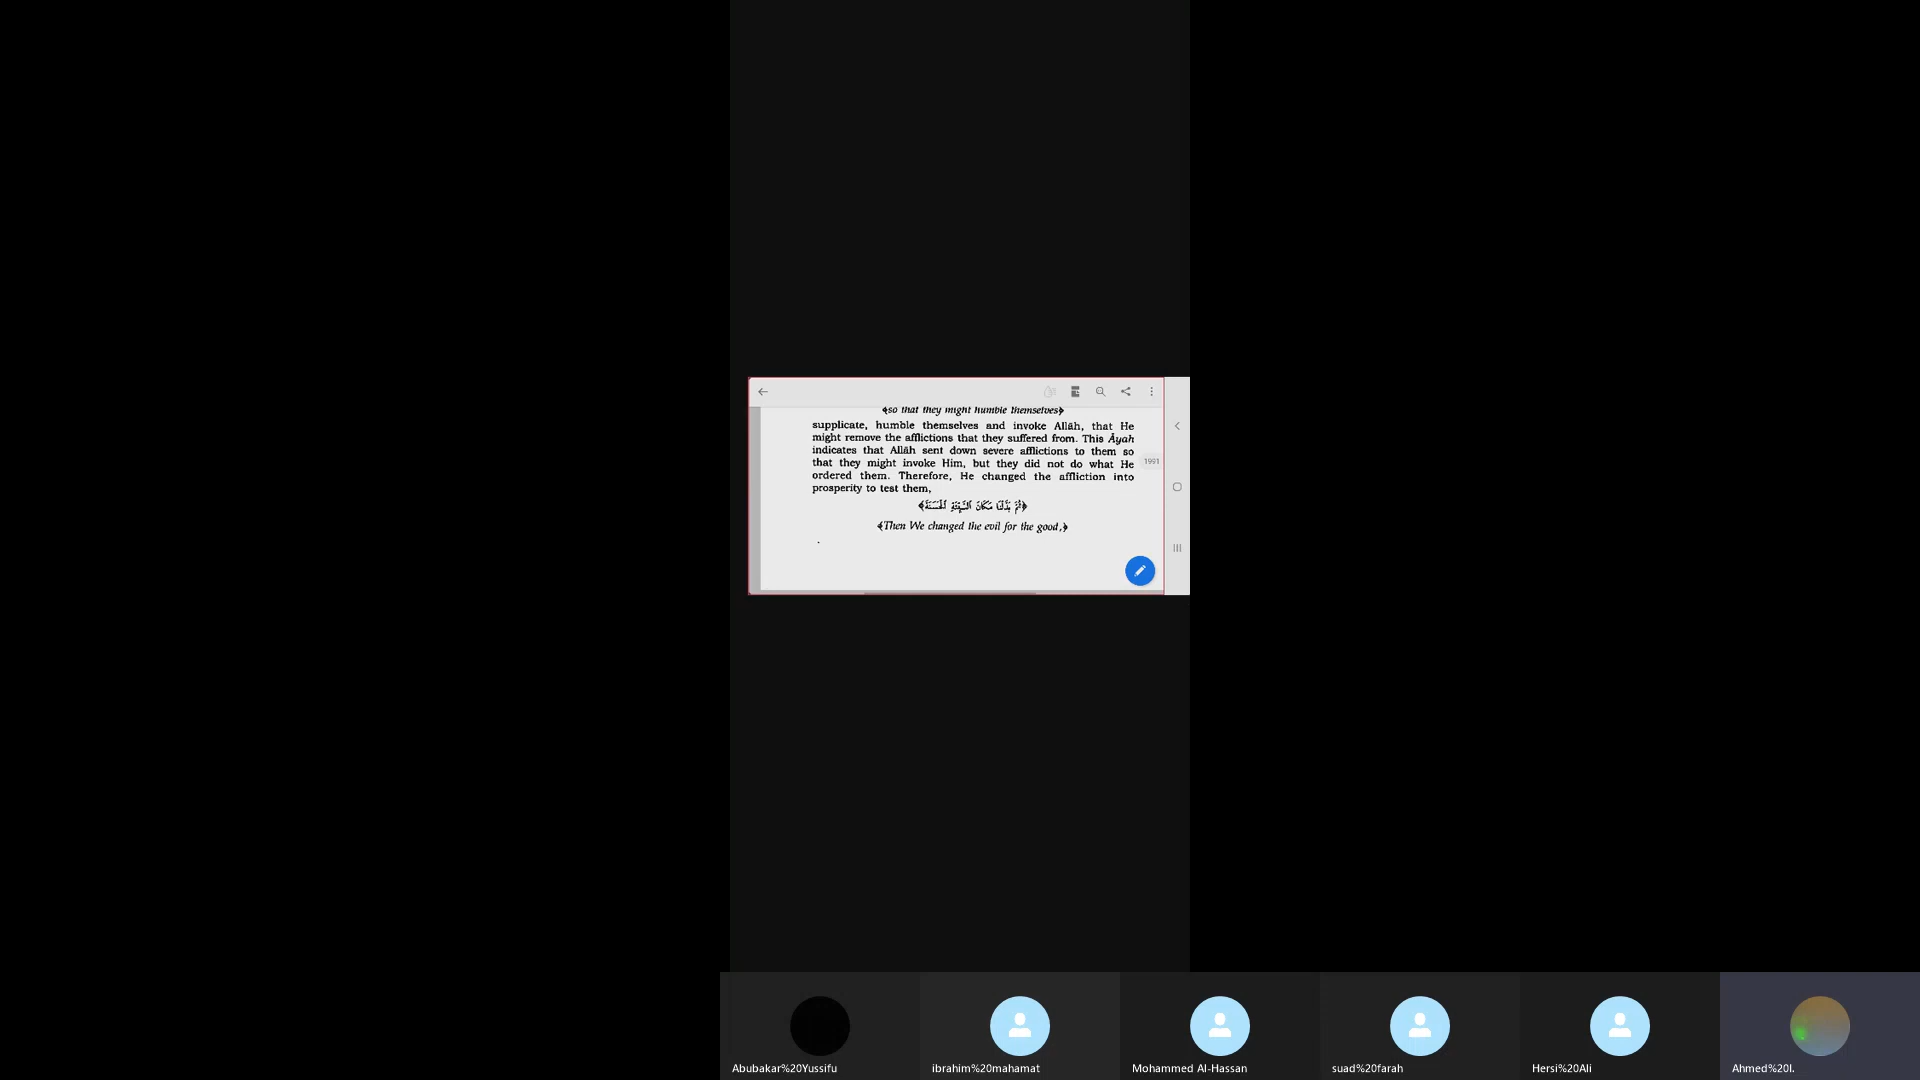 ﴾so that they might humble themselves﴿
supplicate, humble themselves and invoke Allāh, that He
might remove the afflictions that they suffered from. This Āyah
indicates that Allāh sent down severe afflictions to them so
that they might invoke Him, but they did not do what He
1991
ordered them. Therefore, He changed the affliction into
prosperity to test them,
﴿ثُمَّ بَدَّلْنَا مَكَانَ ٱلسَّيِّئَةِ ٱلْحَسَنَةَ﴾
﴾Then We changed the evil for the good,﴿
Abubakar%20Yussifu
ibrahim%20mahamat
Mohammed Al-Hassan
suad%20farah
Hersi%20Ali
Ahmed%20I.